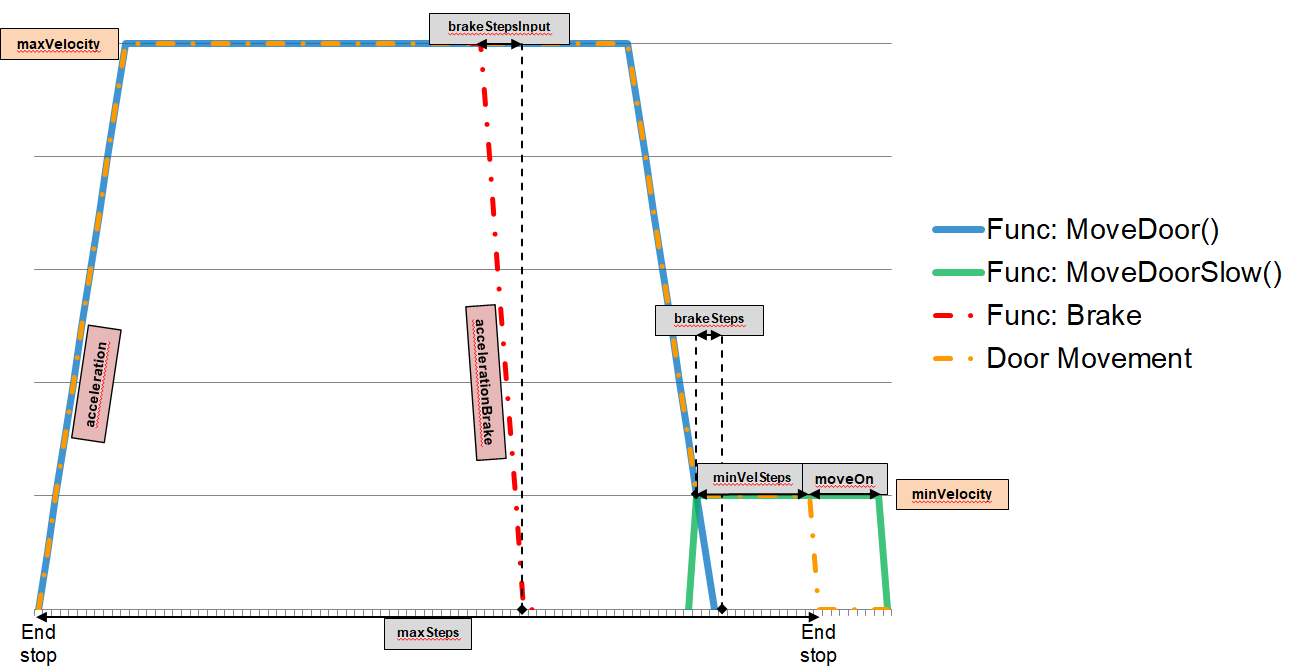 brakeStepsInput
maxVelocity
Func: MoveDoor()
Func: MoveDoorSlow()
brakeSteps
Func: Brake
acceleration
accelerationBrake
Door Movement
minVelSteps
moveOn
minVelocity
maxSteps
End
stop
End
stop